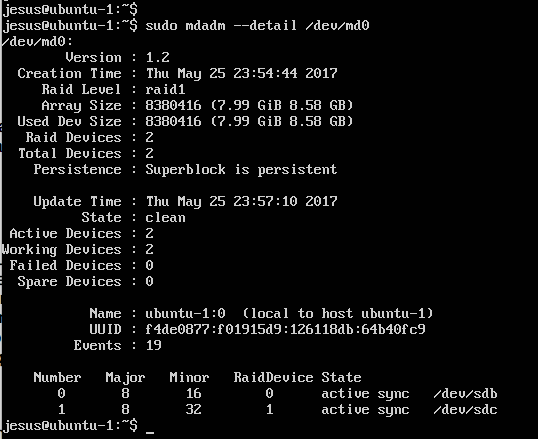 jesus@ubuntu-1:~$
jesus@ubuntu-1:~$ sudo mdadm --detail /dev/md0
/dev/md0:
Version : 1.2
Creation Time : Thu May 25 23:54:44 2017
Raid Level : raid1
Array Size : 8380416 (7.99 GiB 8.58 GB)
Used Dev Size : 8380416 (7.99 GiB 8.58 GB)
Raid Devices : 2
Total Devices : 2
Persistence : Superblock is persistent
Update Time : Thu May 25 23:57:10 2017
State : clean
Active Devices : 2
Working Devices : 2
Failed Devices : 0
Spare Devices : 0
Name : ubuntu-1:0 (local to host ubuntu-1)
UUID : f4de0877:f01915d9:126118db:64b40fc9
Events : 19
Number Major Minor RaidDevice State
0 8 16 0 active sync /dev/sdb
1 8 32 1 active sync /dev/sdc
jesus@ubuntu-1:~$ _